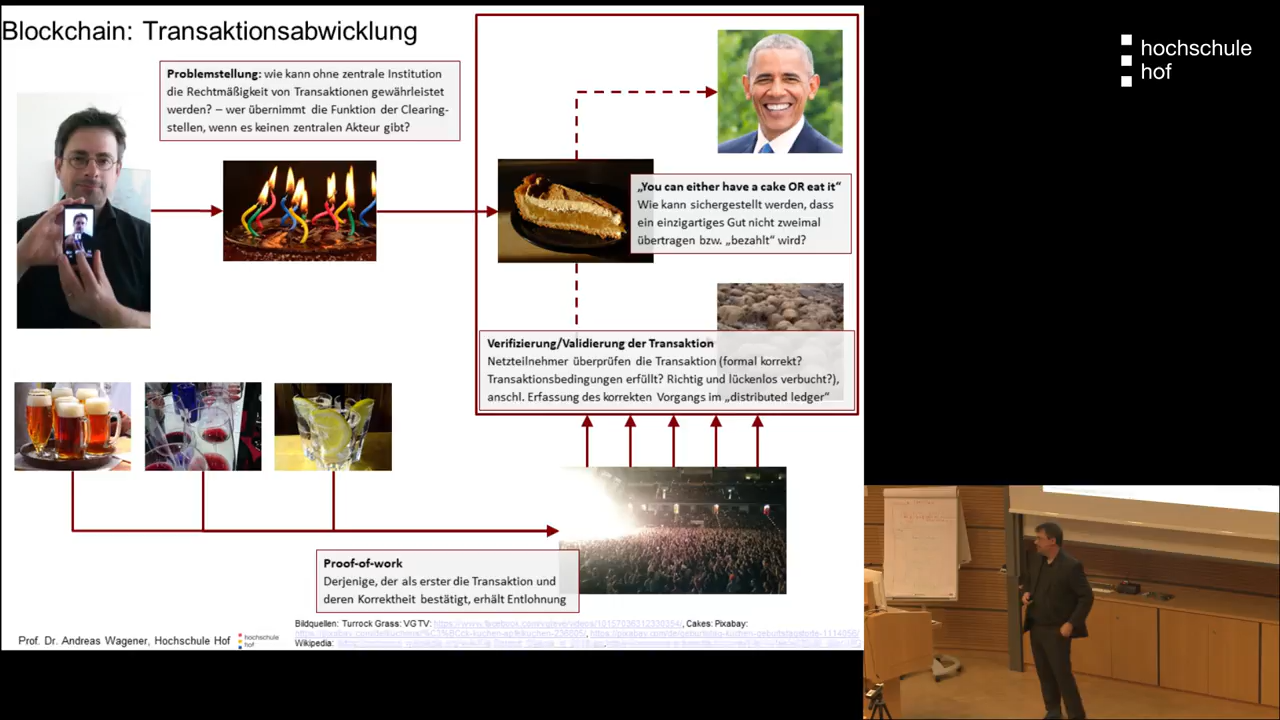 Blockchain: Transaktionsabwicklung
hochschule
hof
Problemstellung: wie kann ohne zentrale Institution
die Rechtmäßigkeit von Transaktionen gewährleistet
werden? – wer übernimmt die Funktion der Clearing-
stellen, wenn es keinen zentralen Akteur gibt?
„You can either have a cake OR eat it“
Wie kann sichergestellt werden, dass
ein einzigartiges Gut nicht zweimal
übertragen bzw. „bezahlt“ wird?
Verifizierung/Validierung der Transaktion
Netzteilnehmer überprüfen die Transaktion (formal korrekt?
Transaktionsbedingungen erfüllt? Richtig und lückenlos verbucht?),
anschl. Erfassung des korrekten Vorgangs im „distributed ledger“
Proof-of-work
Derjenige, der als erster die Transaktion und
deren Korrektheit bestätigt, erhält Entlohnung
Prof. Dr. Andreas Wagener, Hochschule Hof
hochschule
hof
Bildquellen: Turrock Grass: VG TV: Cakes: Pixabay:
Wikipedia: